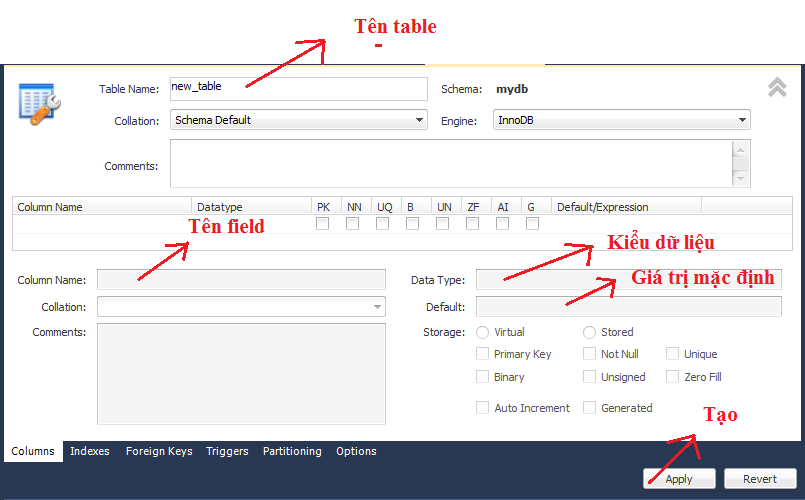 Tên table
Table Name: new_table Schema: mydb
Collation: Schema Default Engine: InnoDB
Comments:
Column Name Datatype PK NN UQ B UN ZF AI G Default/Expression
Tên field
Kiểu dữ liệu
Column Name: Data Type:
Giá trị mặc định
Collation: Default:
Comments: Storage: Virtual Stored
Primary Key Not Null Unique
Binary Unsigned Zero Fill
Auto Increment Generated
Tạo
Columns Indexes Foreign Keys Triggers Partitioning Options
Apply Revert